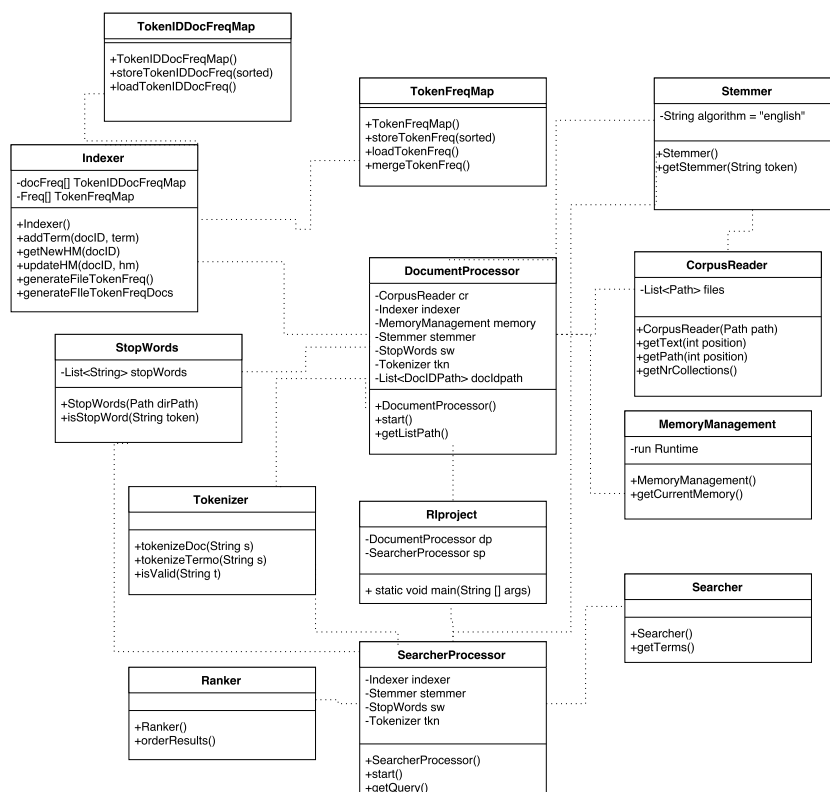 TokenIDDocFreqMap
+TokenIDDocFreqMap()
+storeTokenIDDocFreq(sorted)
+loadTokenIDDocFreq()
TokenFreqMap
+TokenFreqMap()
+storeTokenFreq(sorted)
+loadTokenFreq()
+mergeTokenFreq()
Stemmer
-String algorithm = "english"
+Stemmer()
+getStemmer(String token)
Indexer
-docFreq[] TokenIDDocFreqMap
-Freq[] TokenFreqMap
+Indexer()
+addTerm(docID, term)
+getNewHM(docID)
+updateHM(docID, hm)
+generateFileTokenFreq()
+generateFIleTokenFreqDocs
DocumentProcessor
-CorpusReader cr
-Indexer indexer
-MemoryManagement memory
-Stemmer stemmer
-StopWords sw
-Tokenizer tkn
-List<DocIDPath> docIdpath
+DocumentProcessor()
+start()
+getListPath()
CorpusReader
-List<Path> files
+CorpusReader(Path path)
+getText(int position)
+getPath(int position)
+getNrCollections()
StopWords
-List<String> stopWords
+StopWords(Path dirPath)
+isStopWord(String token)
MemoryManagement
-run Runtime
+MemoryManagement()
+getCurrentMemory()
Tokenizer
+tokenizeDoc(String s)
+tokenizeTermo(String s)
+isValid(String t)
RIproject
-DocumentProcessor dp
-SearcherProcessor sp
+ static void main(String [] args)
Searcher
+Searcher()
+getTerms()
SearcherProcessor
-Indexer indexer
-Stemmer stemmer
-StopWords sw
-Tokenizer tkn
+SearcherProcessor()
+start()
+getQuery()
Ranker
+Ranker()
+orderResults()